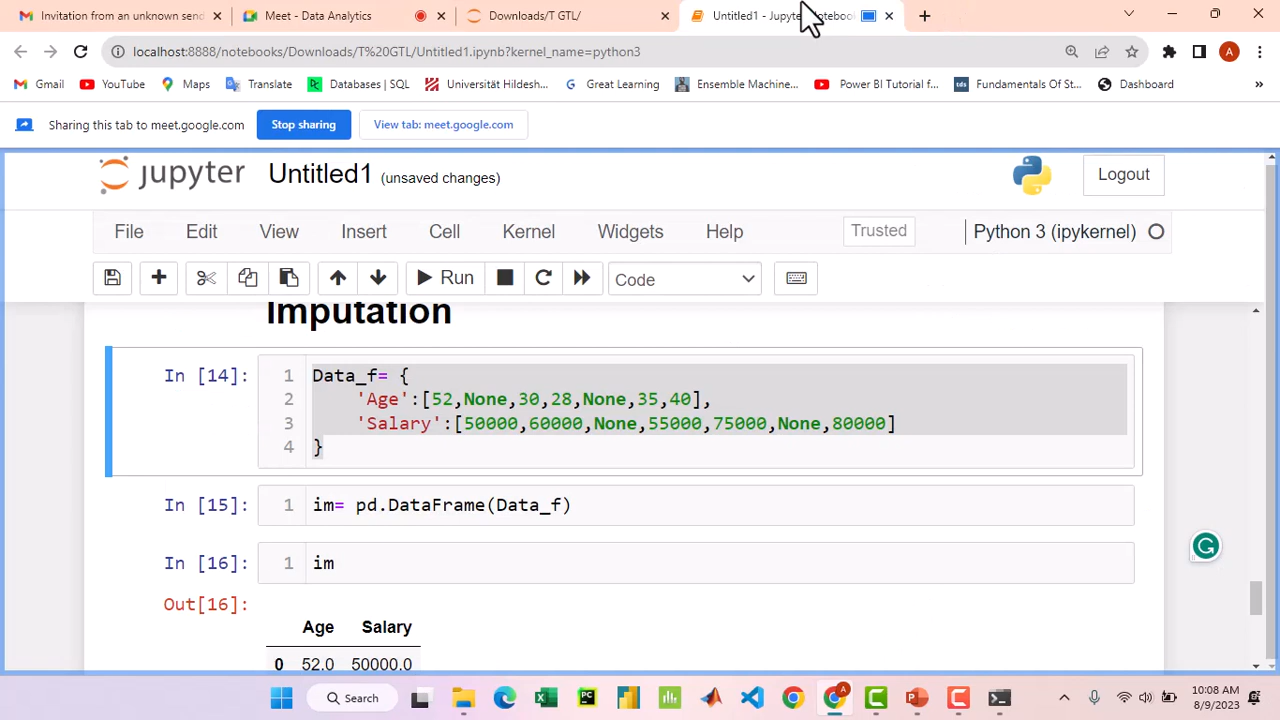 Invitation from an unknown send
Meet - Data Analytics
Downloads/T GTL/
Untitled1 - Jupyter Notebook
localhost:8888/notebooks/Downloads/T%20GTL/Untitled1.ipynb?kernel_name=python3
A
Gmail
YouTube
Maps
Translate
Databases | SQL
Universität Hildesh...
Great Learning
Ensemble Machine...
Power BI Tutorial f...
Fundamentals Of St...
Dashboard
»
Sharing this tab to meet.google.com
Stop sharing
View tab: meet.google.com
jupyter Untitled1 (unsaved changes)
Logout
File Edit View Insert Cell Kernel Widgets Help
Trusted
Python 3 (ipykernel)
Run
Code
Imputation
In [14]:
1 Data_f= {
2 'Age':[52,None,30,28,None,35,40],
3 'Salary':[50000,60000,None,55000,75000,None,80000]
4 }
In [15]: 1 im= pd.DataFrame(Data_f)
In [16]: 1 im
Out[16]:
Age Salary
0 52.0 50000.0
Search
10:08 AM
8/9/2023